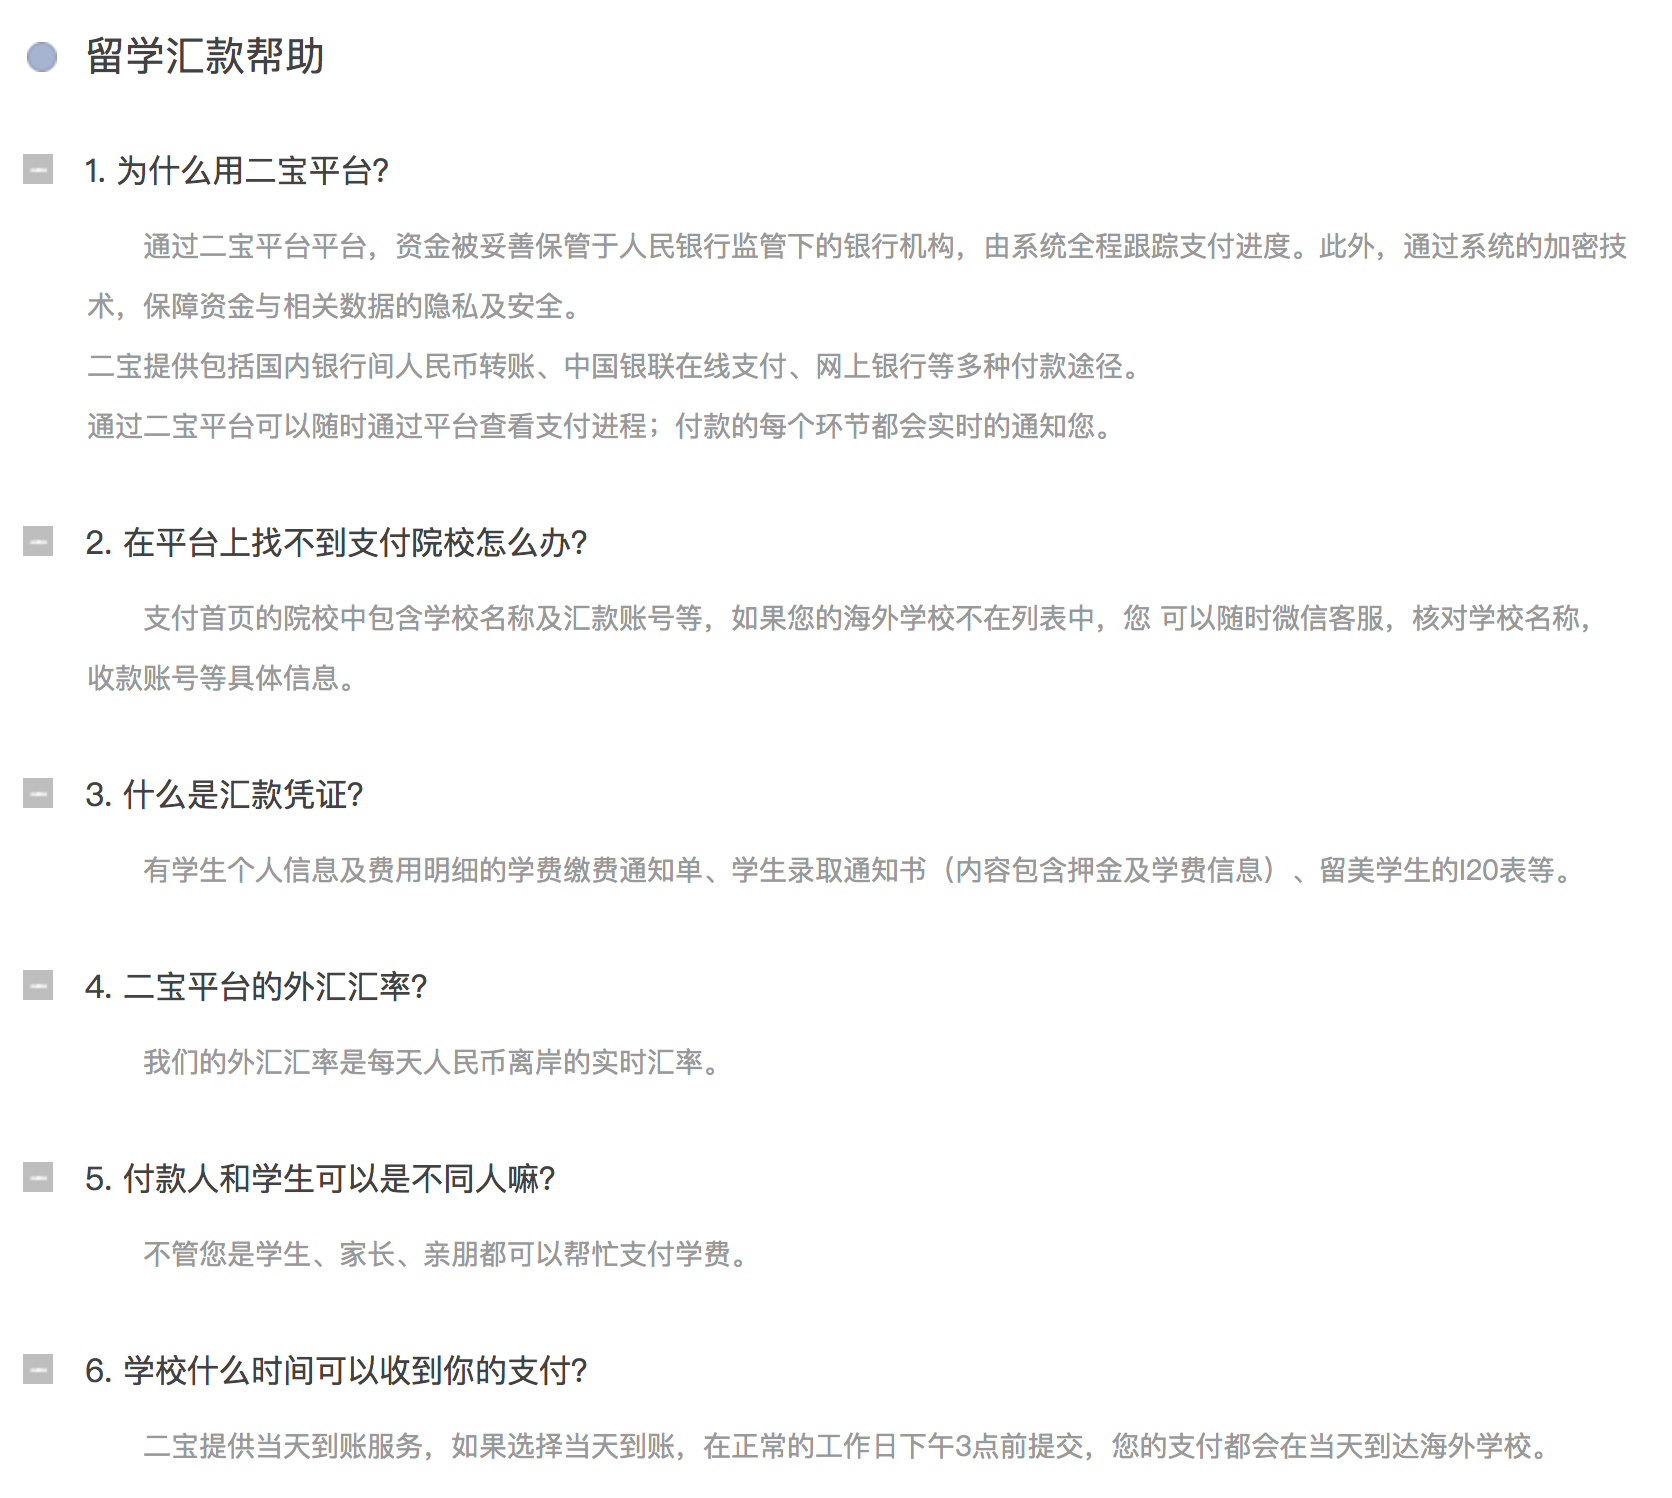 留学汇款帮助
1. 为什么用二宝平台?
通过二宝平台平台，资金被妥善保管于人民银行监管下的银行机构，由系统全程跟踪支付进度。此外，通过系统的加密技
术，保障资金与相关数据的隐私及安全。
二宝提供包括国内银行间人民币转账、中国银联在线支付、网上银行等多种付款途径。
通过二宝平台可以随时通过平台查看支付进程；付款的每个环节都会实时的通知您。
2. 在平台上找不到支付院校怎么办?
支付首页的院校中包含学校名称及汇款账号等，如果您的海外学校不在列表中，您 可以随时微信客服，核对学校名称，
收款账号等具体信息。
3. 什么是汇款凭证?
有学生个人信息及费用明细的学费缴费通知单、学生录取通知书（内容包含押金及学费信息）、留美学生的I20表等。
4. 二宝平台的外汇汇率?
我们的外汇汇率是每天人民币离岸的实时汇率。
5. 付款人和学生可以是不同人嘛?
不管您是学生、家长、亲朋都可以帮忙支付学费。
6. 学校什么时间可以收到你的支付?
二宝提供当天到账服务，如果选择当天到账，在正常的工作日下午3点前提交，您的支付都会在当天到达海外学校。